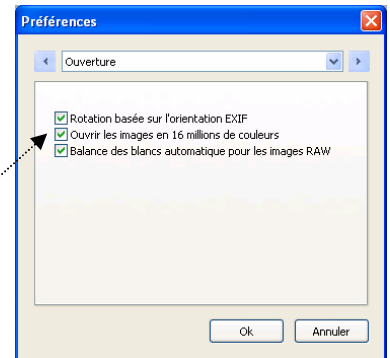 Préférences
Ouverture
Rotation basée sur l'orientation EXIF
Ouvrir les images en 16 millions de couleurs
Balance des blancs automatique pour les images RAW
Ok
Annuler